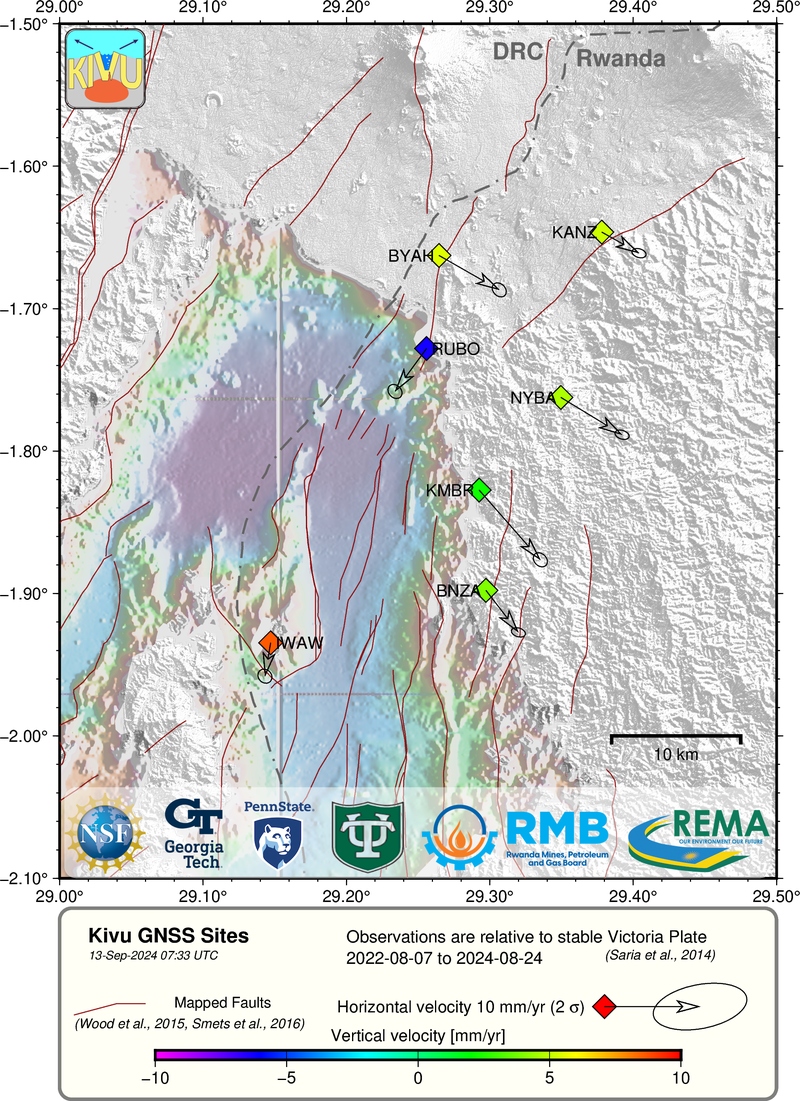 29.00° 29.10° 29.20° 29.30° 29.40° 29.50°
−1.50°
DRC
Rwanda
KIVU
−1.60°
KANZ
BYAH
−1.70°
RUBO
NYBA
−1.80°
KMBR
−1.90°
BNZA
IWAW
−2.00°
10 km
PennState.
NSF
GT
Georgia
Tech
RMB
Rwanda Mines, Petroleum
and Gas Board
REMA
OUR ENVIRONMENT OUR FUTURE
−2.10°
29.00° 29.10° 29.20° 29.30° 29.40° 29.50°
Kivu GNSS Sites
13-Sep-2024 07:33 UTC
Observations are relative to stable Victoria Plate
2022-08-07 to 2024-08-24 (Saria et al., 2014)
Mapped Faults
(Wood et al., 2015, Smets et al., 2016)
Horizontal velocity 10 mm/yr (2 σ)
Vertical velocity [mm/yr]
−10 −5 0 5 10